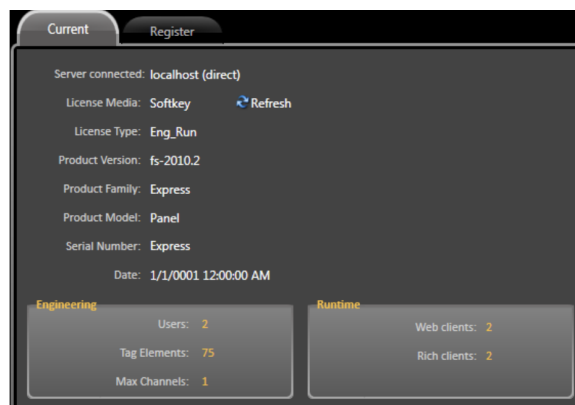 Current Register
Server connected: localhost (direct)
License Media: Softkey Refresh
License Type: Eng_Run
Product Version: fs-2010.2
Product Family: Express
Product Model: Panel
Serial Number: Express
Date: 1/1/0001 12:00:00 AM
Engineering
Users: 2
Tag Elements: 75
Max Channels: 1
Runtime
Web clients: 2
Rich clients: 2